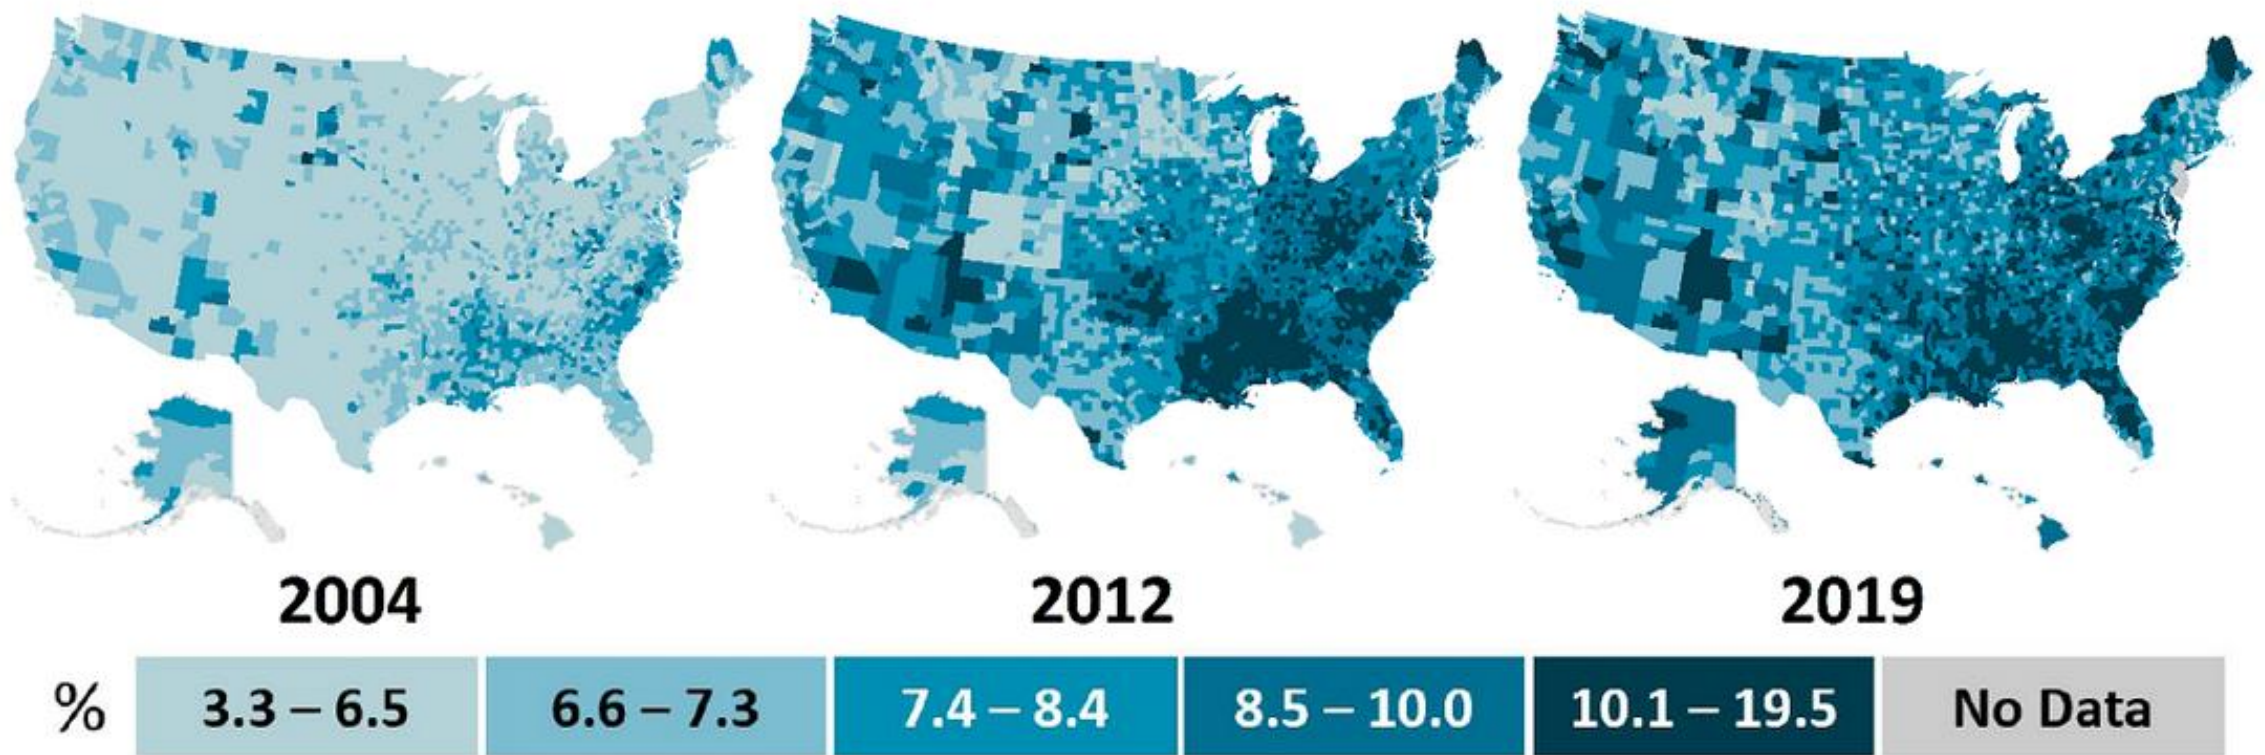 2004 2012 2019
% 3.3 – 6.5 6.6 – 7.3 7.4 – 8.4 8.5 – 10.0 10.1 – 19.5 No Data